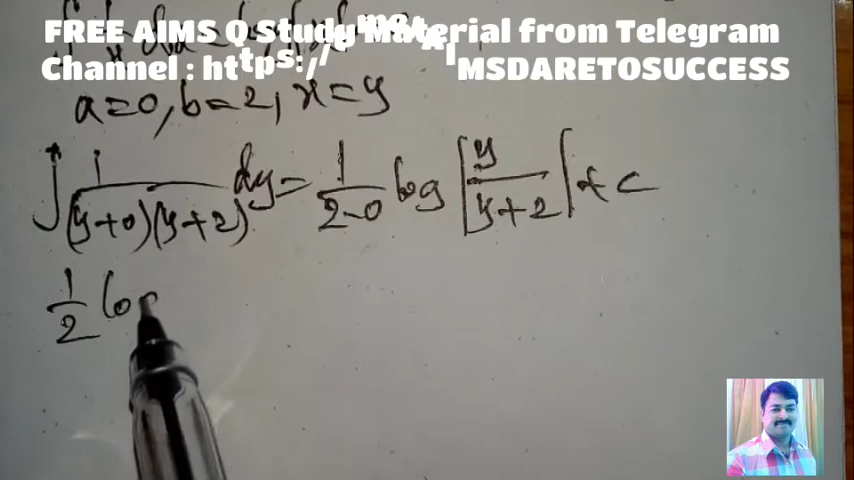 FREE AIMS Q Study Material from Telegram
Channel : https://
MSDARETOSUCCESS
a=0, b=2, x=y
∫ 1/((y+0)(y+2)) dy = 1/(2-0) log |y/(y+2)| + c
1/2 log